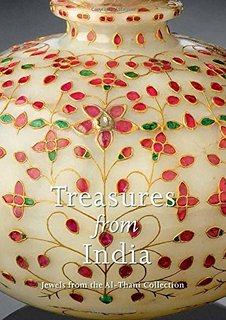 Treasures
from
India
Jewels from the Al-Thani Collection